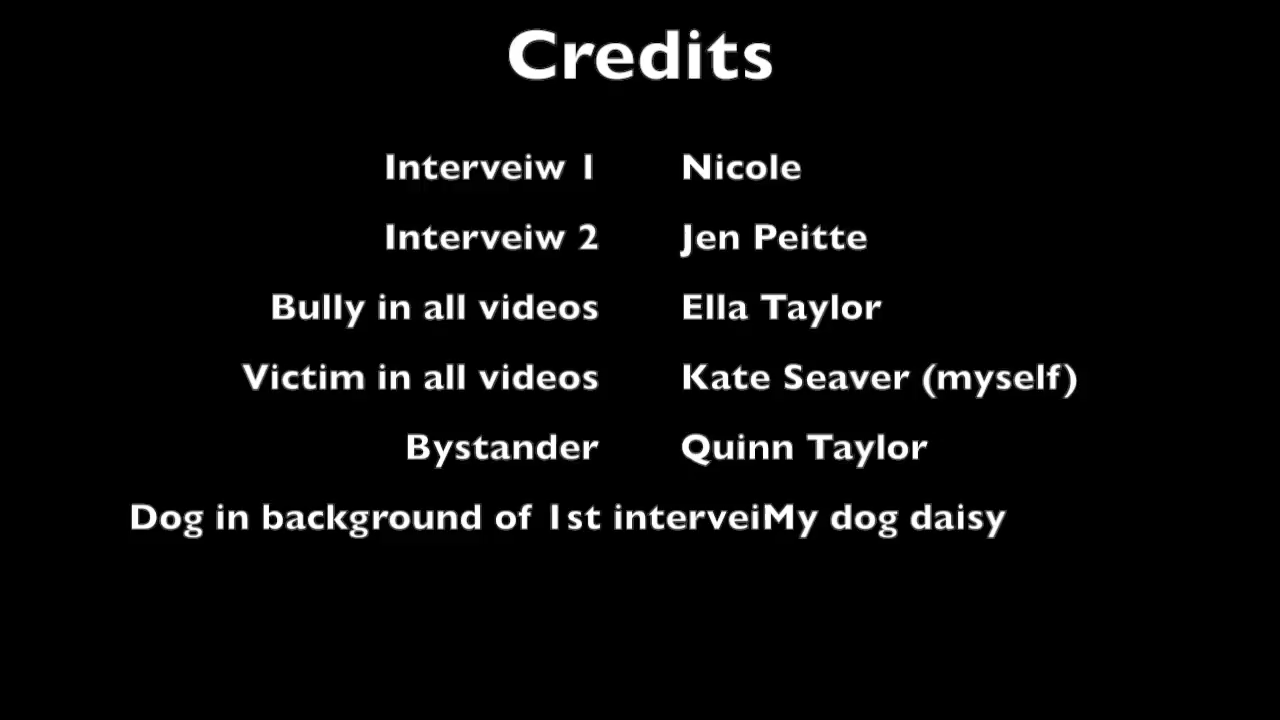 Credits
Interveiw 1 Nicole
Interveiw 2 Jen Peitte
Bully in all videos Ella Taylor
Victim in all videos Kate Seaver (myself)
Bystander Quinn Taylor
Dog in background of 1st interveiMy dog daisy